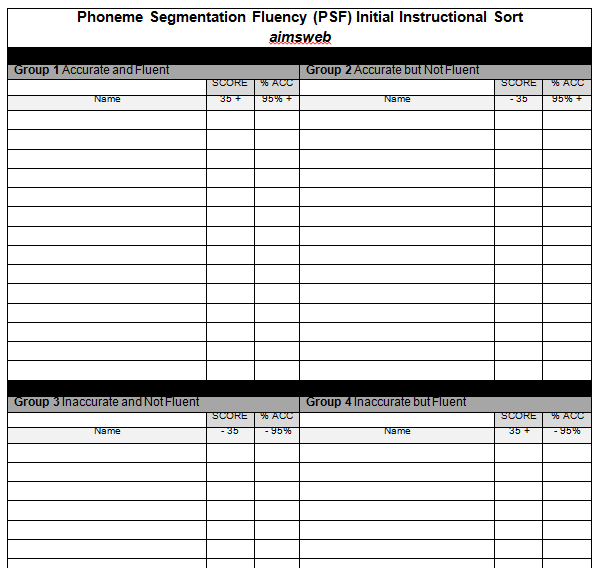 Phoneme Segmentation Fluency (PSF) Initial Instructional Sort
aimsweb
Group 1 Accurate and Fluent Group 2 Accurate but Not Fluent
SCORE % ACC SCORE % ACC
Name 35 + 95% + Name - 35 95% +
Group 3 Inaccurate and Not Fluent Group 4 Inaccurate but Fluent
SCORE % ACC SCORE % ACC
Name - 35 - 95% Name 35 + - 95%